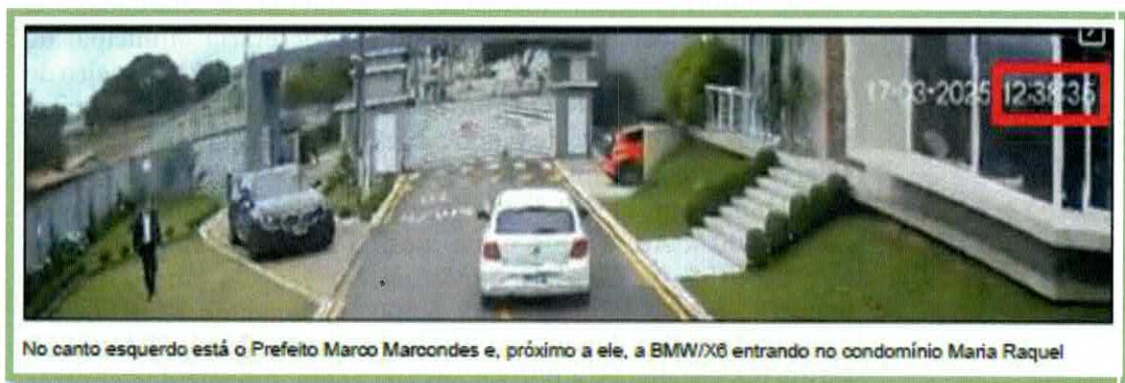 17-03-2025 12:38:35
No canto esquerdo está o Prefeito Marco Marcondes e, próximo a ele, a BMW/X6 entrando no condomínio Maria Raquel